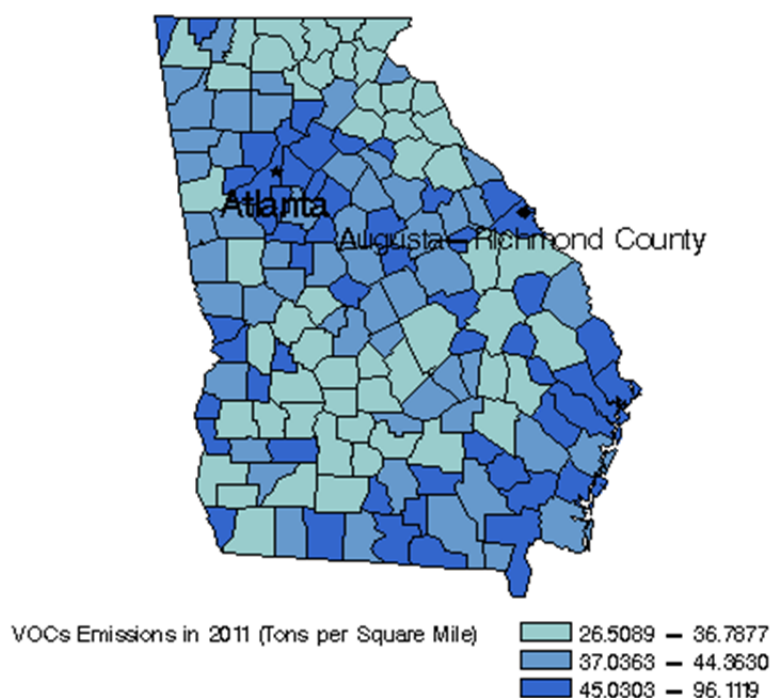 Atlanta
Augusta-Richmond County
VOCs Emissions in 2011 (Tons per Square Mile)
26.5089 – 36.7877
37.0363 – 44.3630
45.0303 – 96.1119